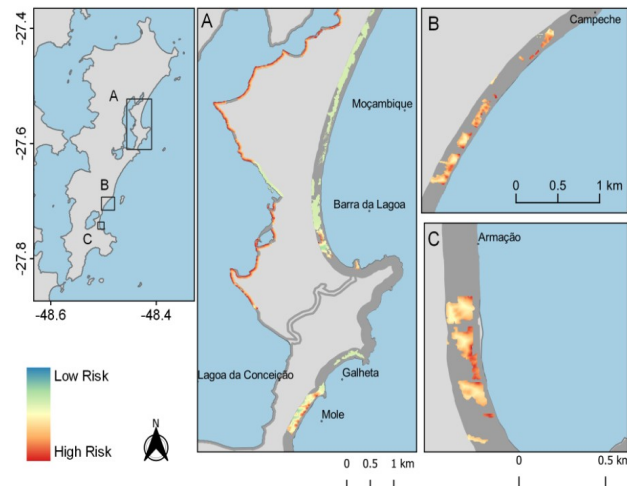 -27.4
-27.6
-27.8
-48.6
-48.4
A
B
C
Low Risk
High Risk
N
A
Moçambique
Barra da Lagoa
Lagoa da Conceição
Galheta
Mole
0 0.5 1 km
B
Campeche
0 0.5 1 km
C
Armação
0 0.5 km